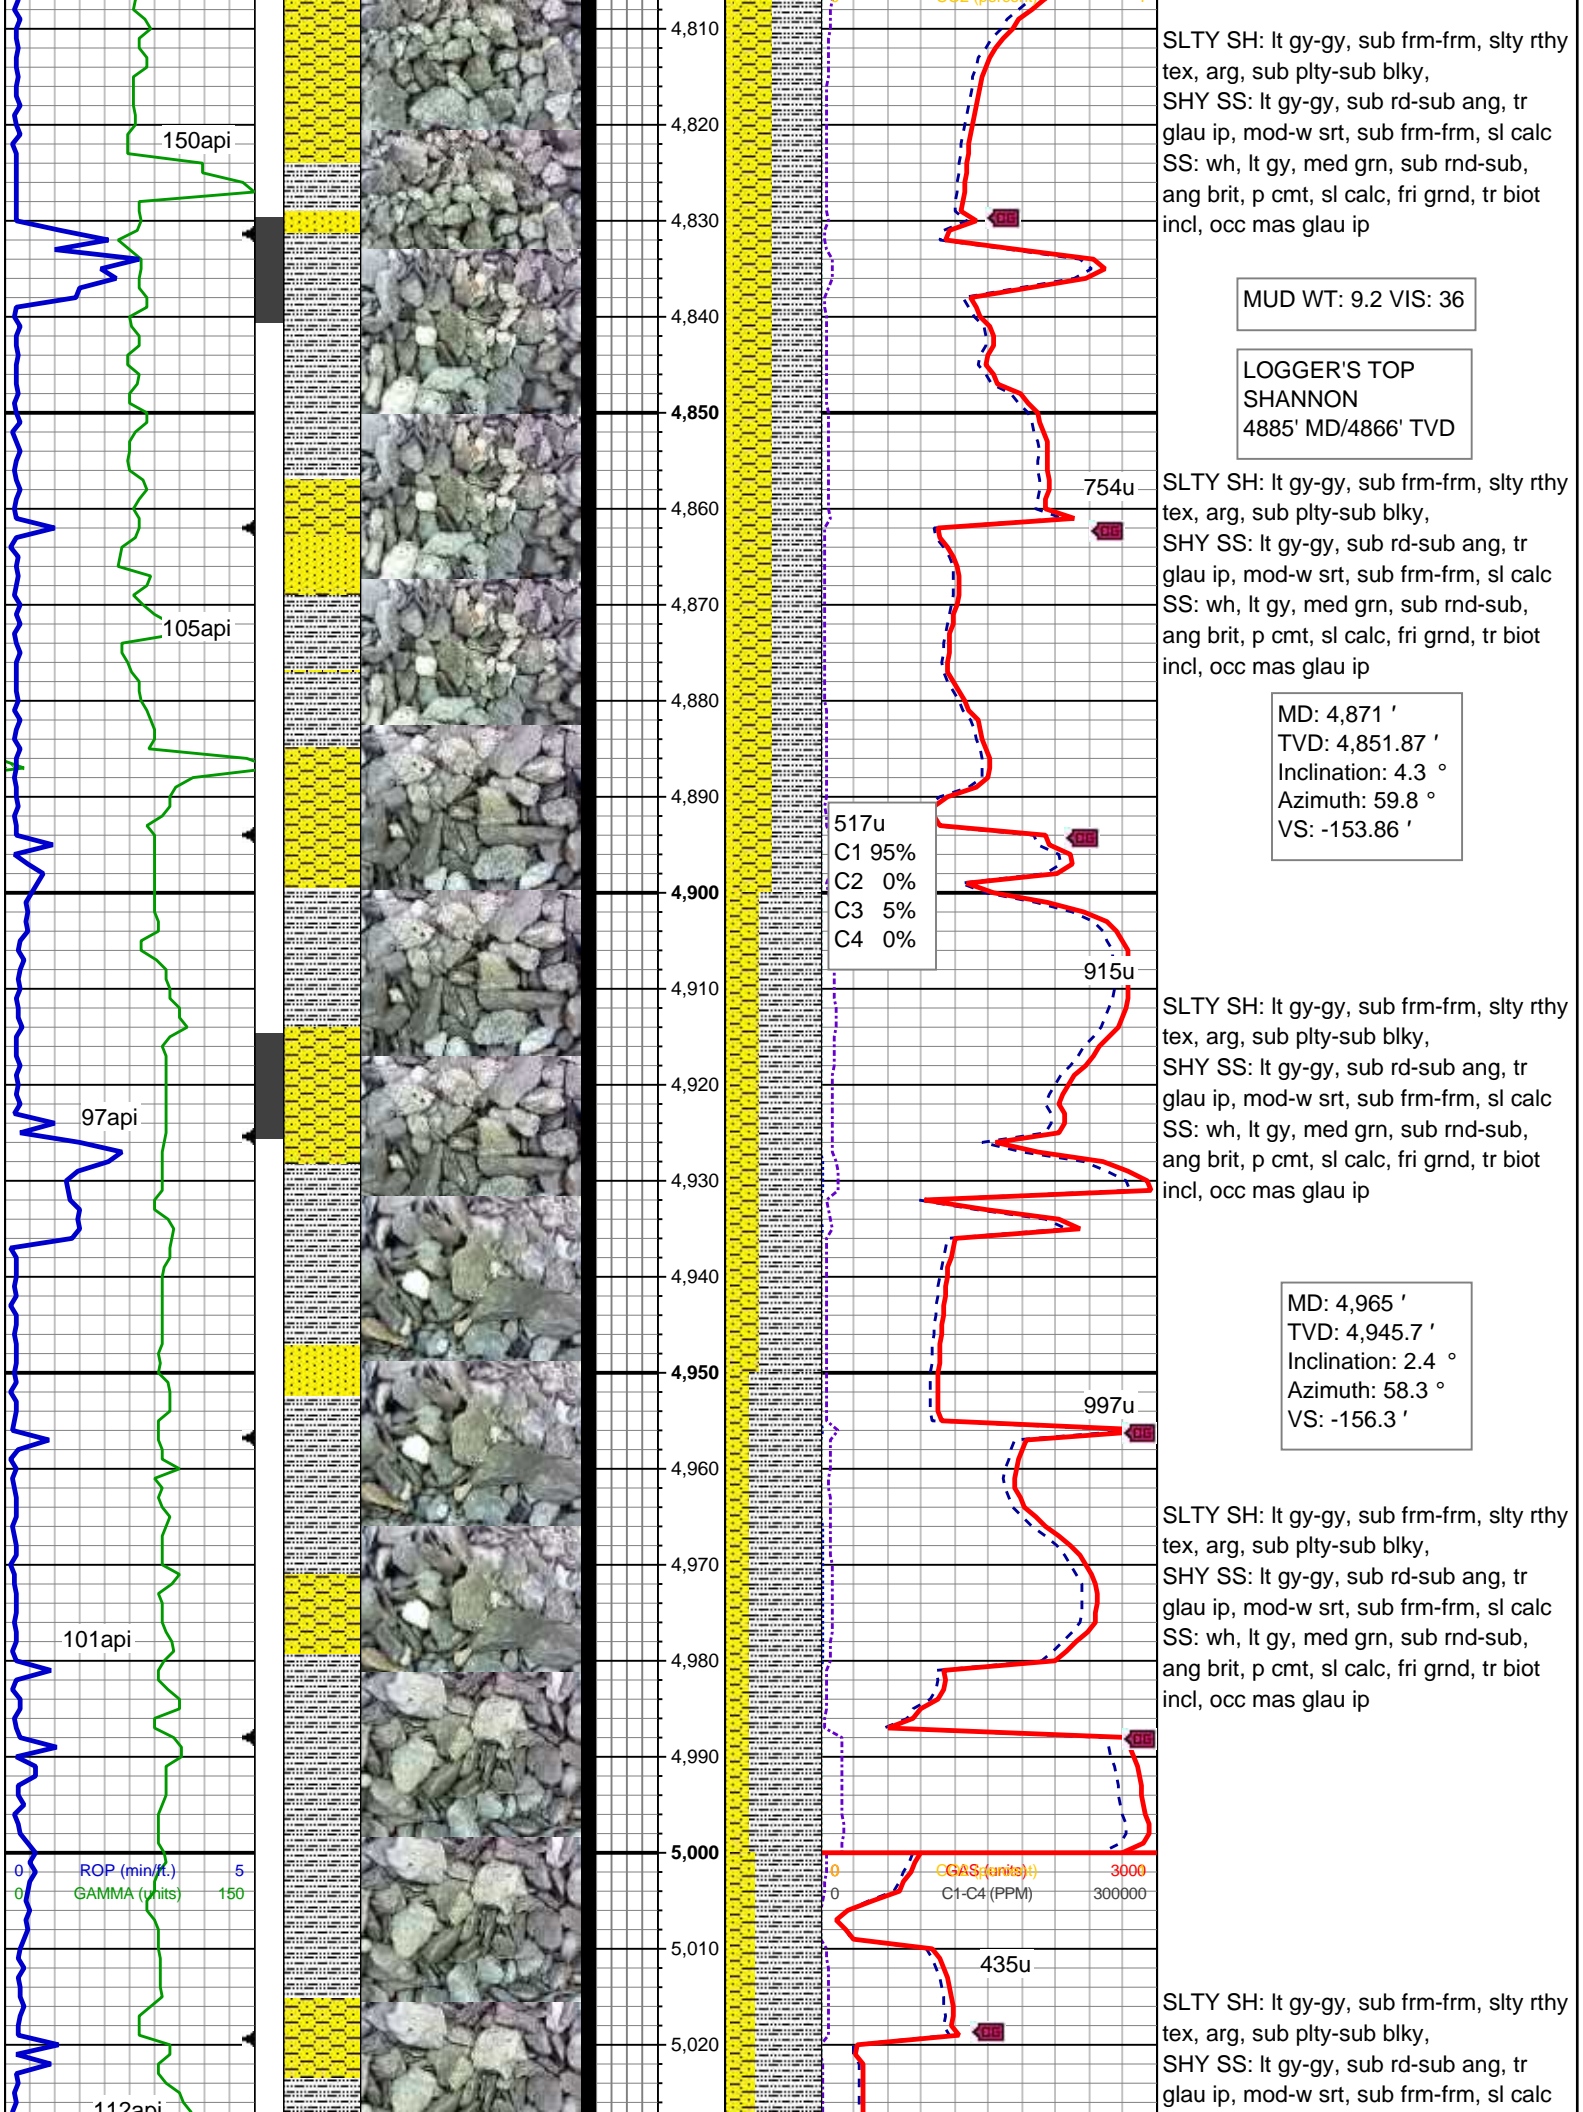 4,810
4,820
4,830
4,840
4,850
4,860
4,870
4,880
4,890
4,900
4,910
4,920
4,930
4,940
4,950
4,960
4,970
4,980
4,990
5,000
5,010
5,020
150api
105api
97api
101api
112api
0 ROP (min/ft.) 5
0 GAMMA (units) 150
CG
754u
CG
517u
C1 95%
C2 0%
C3 5%
C4 0%
CG
915u
997u
CG
CG
0 GAS (units) 3000
0 C1-C4 (PPM) 300000
435u
CG
SLTY SH: lt gy-gy, sub frm-frm, slty rthy
tex, arg, sub plty-sub blky,
SHY SS: lt gy-gy, sub rd-sub ang, tr
glau ip, mod-w srt, sub frm-frm, sl calc
SS: wh, lt gy, med grn, sub rnd-sub,
ang brit, p cmt, sl calc, fri grnd, tr biot
incl, occ mas glau ip
MUD WT: 9.2 VIS: 36
LOGGER'S TOP
SHANNON
4885' MD/4866' TVD
SLTY SH: lt gy-gy, sub frm-frm, slty rthy
tex, arg, sub plty-sub blky,
SHY SS: lt gy-gy, sub rd-sub ang, tr
glau ip, mod-w srt, sub frm-frm, sl calc
SS: wh, lt gy, med grn, sub rnd-sub,
ang brit, p cmt, sl calc, fri grnd, tr biot
incl, occ mas glau ip
MD: 4,871 '
TVD: 4,851.87 '
Inclination: 4.3 °
Azimuth: 59.8 °
VS: -153.86 '
SLTY SH: lt gy-gy, sub frm-frm, slty rthy
tex, arg, sub plty-sub blky,
SHY SS: lt gy-gy, sub rd-sub ang, tr
glau ip, mod-w srt, sub frm-frm, sl calc
SS: wh, lt gy, med grn, sub rnd-sub,
ang brit, p cmt, sl calc, fri grnd, tr biot
incl, occ mas glau ip
MD: 4,965 '
TVD: 4,945.7 '
Inclination: 2.4 °
Azimuth: 58.3 °
VS: -156.3 '
SLTY SH: lt gy-gy, sub frm-frm, slty rthy
tex, arg, sub plty-sub blky,
SHY SS: lt gy-gy, sub rd-sub ang, tr
glau ip, mod-w srt, sub frm-frm, sl calc
SS: wh, lt gy, med grn, sub rnd-sub,
ang brit, p cmt, sl calc, fri grnd, tr biot
incl, occ mas glau ip
SLTY SH: lt gy-gy, sub frm-frm, slty rthy
tex, arg, sub plty-sub blky,
SHY SS: lt gy-gy, sub rd-sub ang, tr
glau ip, mod-w srt, sub frm-frm, sl calc